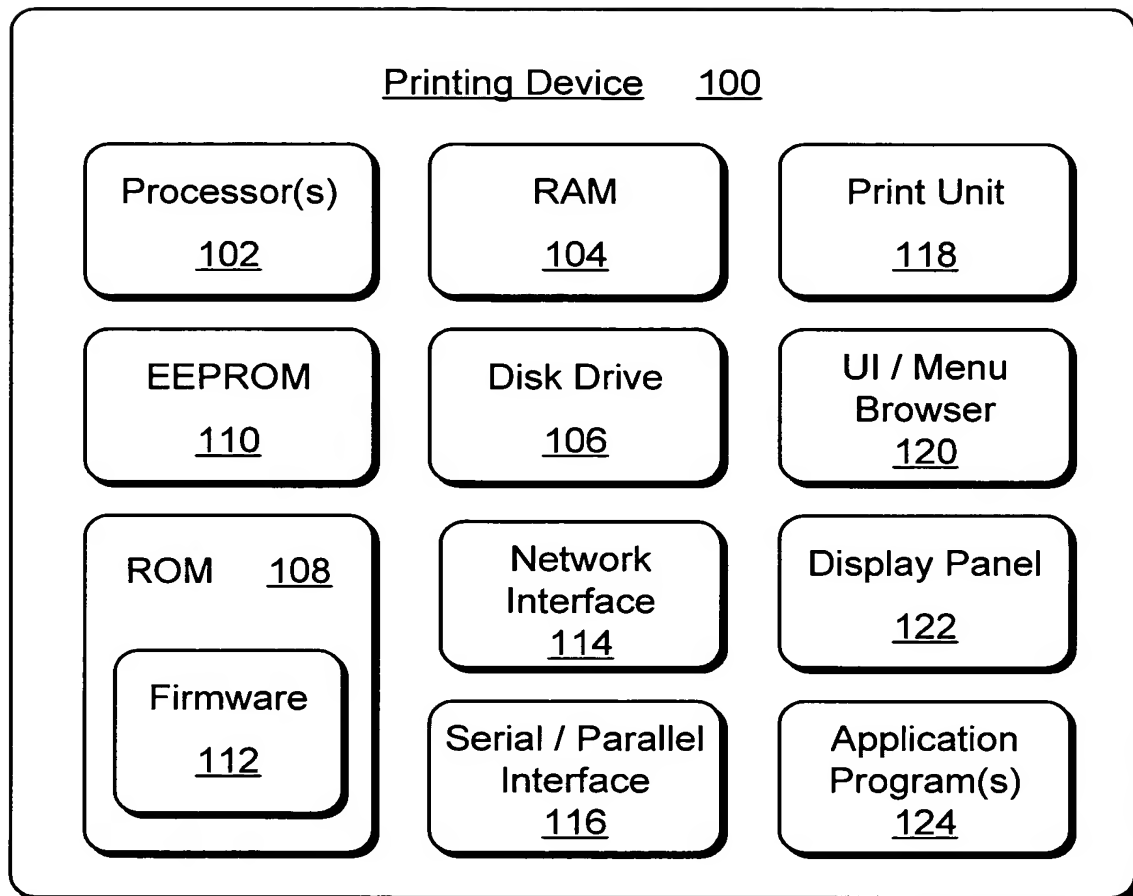 Printing Device 100
Processor(s)
102
RAM
104
Print Unit
118
EEPROM
110
Disk Drive
106
UI / Menu
Browser
120
ROM 108
Firmware
112
Network
Interface
114
Display Panel
122
Serial / Parallel
Interface
116
Application
Program(s)
124